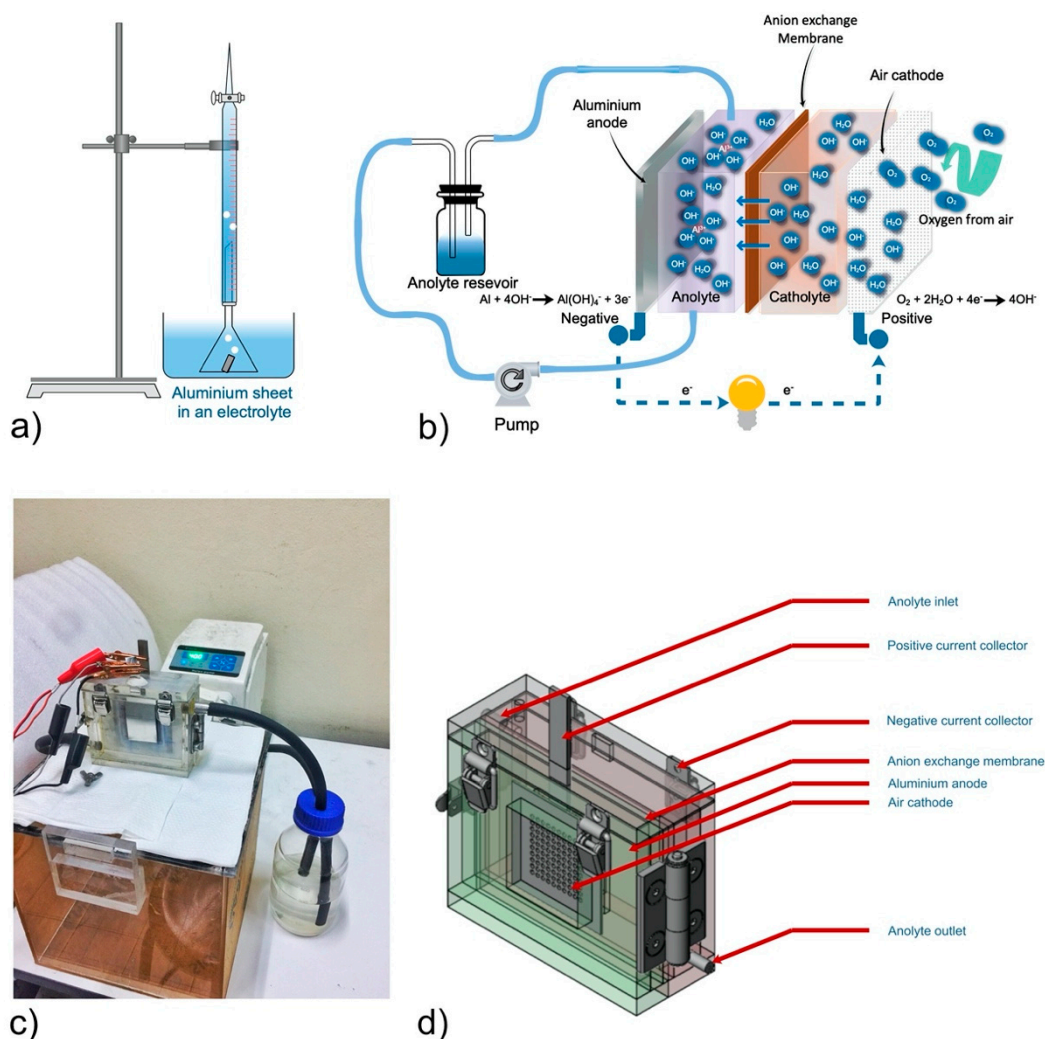 Aluminium sheet
in an electrolyte
a)
Anion exchange
Membrane
Air cathode
Aluminium
anode
H₂O
OH⁻
Al³⁺
O₂
Oxygen from air
Anolyte resevoir
Al + 4OH⁻ → Al(OH)₄⁻ + 3e⁻
Anolyte
Catholyte
O₂ + 2H₂O + 4e⁻ → 4OH⁻
Negative
Positive
e⁻
e⁻
Pump
b)
c)
Anolyte inlet
Positive current collector
Negative current collector
Anion exchange membrane
Aluminium anode
Air cathode
Anolyte outlet
d)